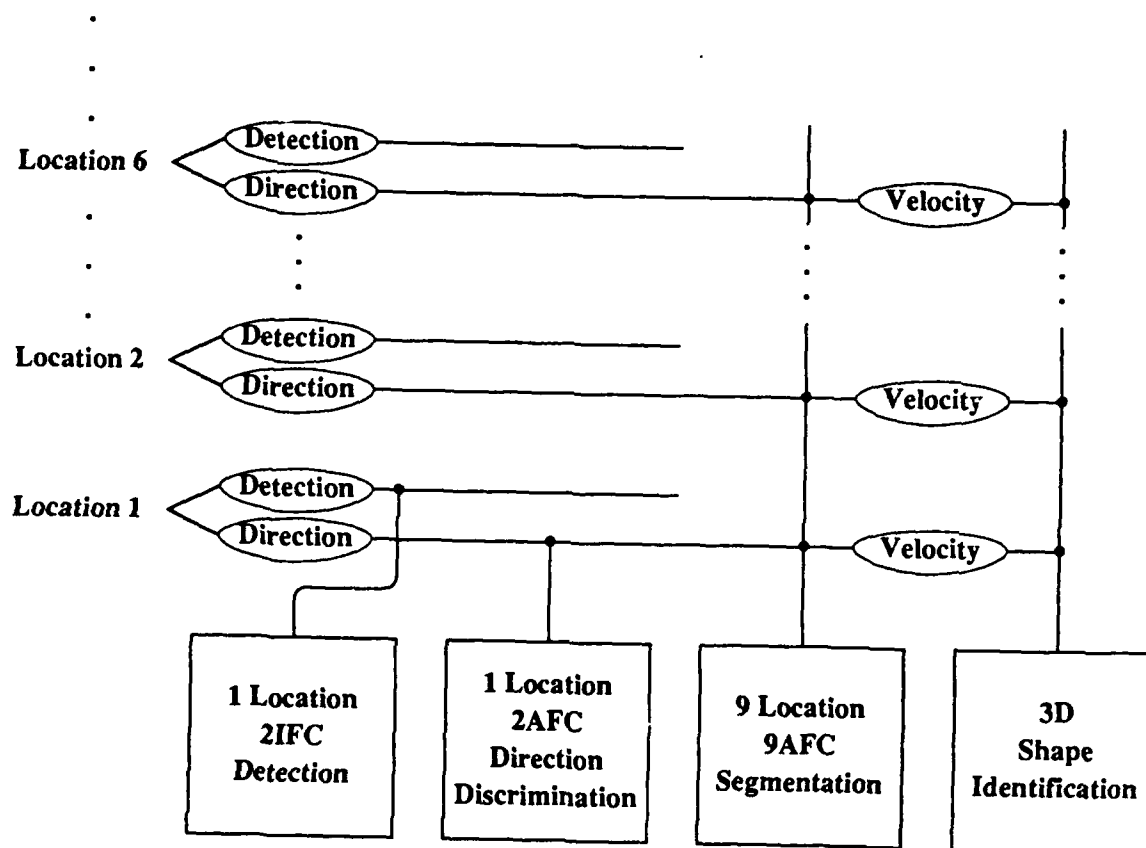 Location 6
Detection
Direction
Velocity
Location 2
Detection
Direction
Velocity
Location 1
Detection
Direction
Velocity
1 Location
2IFC
Detection
1 Location
2AFC
Direction
Discrimination
9 Location
9AFC
Segmentation
3D
Shape
Identification